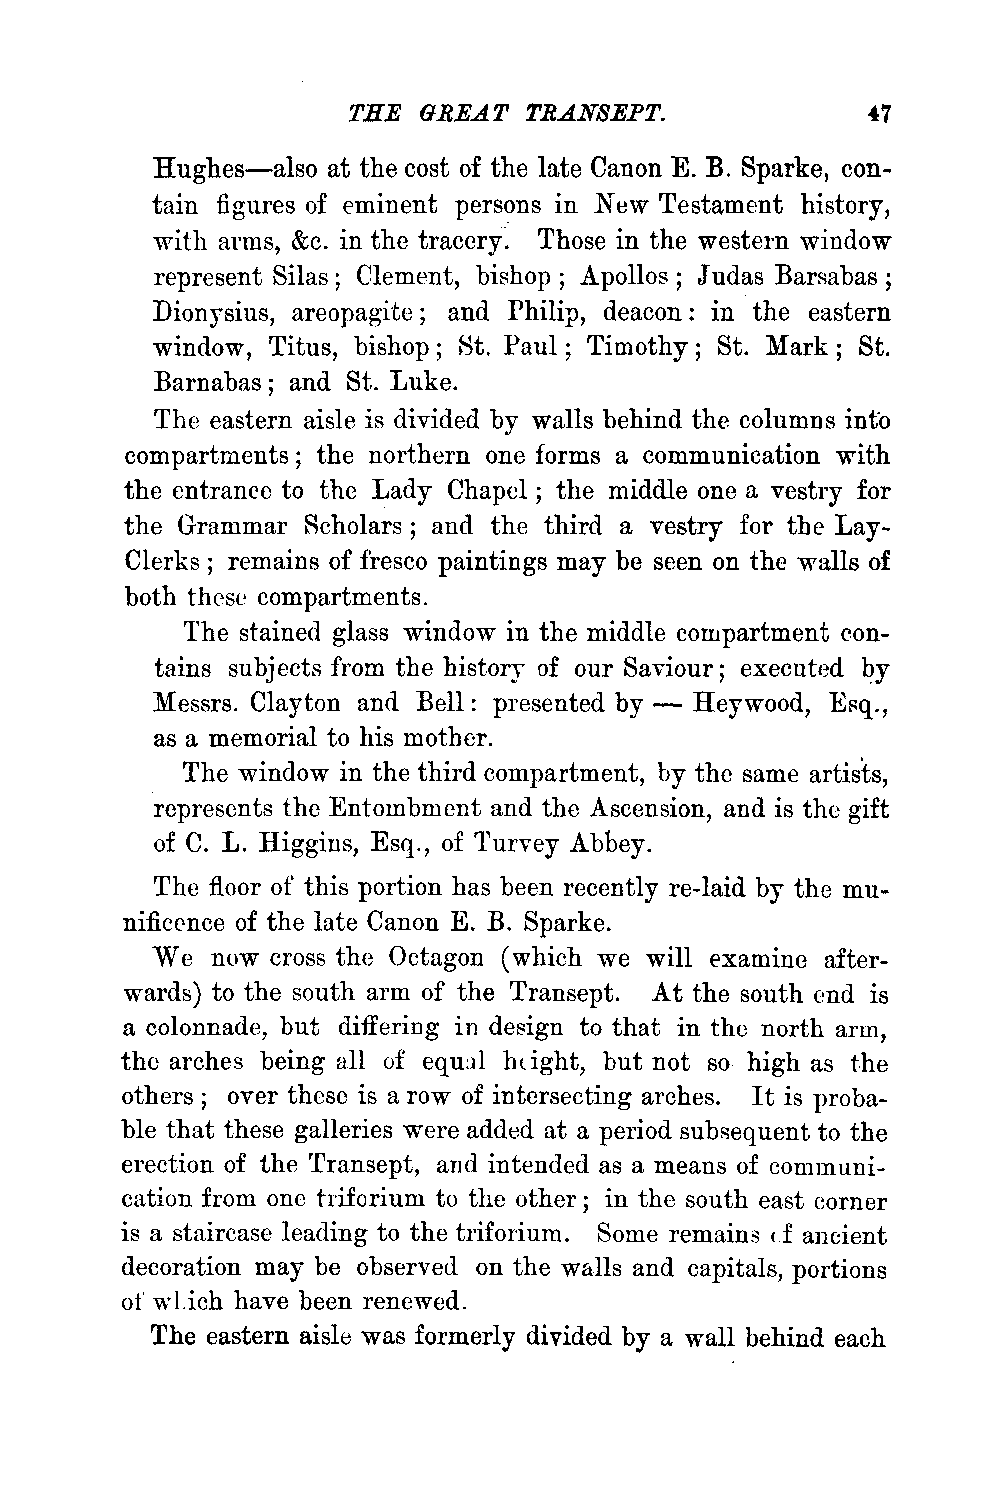 THE GREAT TRANSEPT. 47
Hughes—also at the cost of the late Canon E. B. Sparke, con-
tain figures of eminent persons in New Testament history,
with arms, &c. in the tracery. Those in the western window
represent Silas; Clement, bishop; Apollos; Judas Barsabas;
Dionysius, areopagite; and Philip, deacon: in the eastern
window, Titus, bishop; St. Paul; Timothy; St. Mark; St.
Barnabas; and St. Luke.
The eastern aisle is divided by walls behind the columns into
compartments; the northern one forms a communication with
the entrance to the Lady Chapel; the middle one a vestry for
the Grammar Scholars; and the third a vestry for the Lay-
Clerks; remains of fresco paintings may be seen on the walls of
both these compartments.
The stained glass window in the middle compartment con-
tains subjects from the history of our Saviour; executed by
Messrs. Clayton and Bell: presented by — Heywood, Esq.,
as a memorial to his mother.
The window in the third compartment, by the same artists,
represents the Entombment and the Ascension, and is the gift
of C. L. Higgins, Esq., of Turvey Abbey.
The floor of this portion has been recently re-laid by the mu-
nificence of the late Canon E. B. Sparke.
We now cross the Octagon (which we will examine after-
wards) to the south arm of the Transept. At the south end is
a colonnade, but differing in design to that in the north arm,
the arches being all of equal height, but not so high as the
others; over these is a row of intersecting arches. It is proba-
ble that these galleries were added at a period subsequent to the
erection of the Transept, and intended as a means of communi-
cation from one triforium to the other; in the south east corner
is a staircase leading to the triforium. Some remains of ancient
decoration may be observed on the walls and capitals, portions
of which have been renewed.
The eastern aisle was formerly divided by a wall behind each